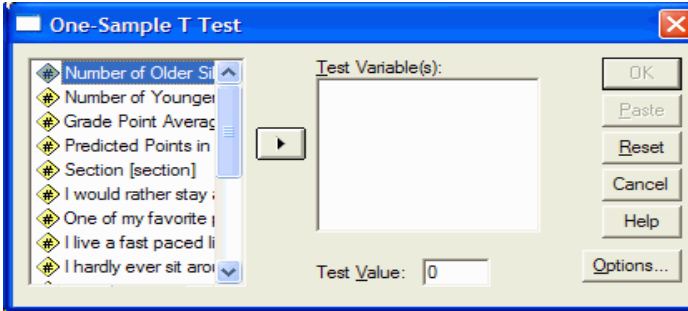 One-Sample T Test
Number of Older Si
Number of Younger
Grade Point Averag
Predicted Points in
Section [section]
I would rather stay
One of my favorite
I live a fast paced li
I hardly ever sit arou
Test Variable(s):
Test Value: 0
OK
Paste
Reset
Cancel
Help
Options...